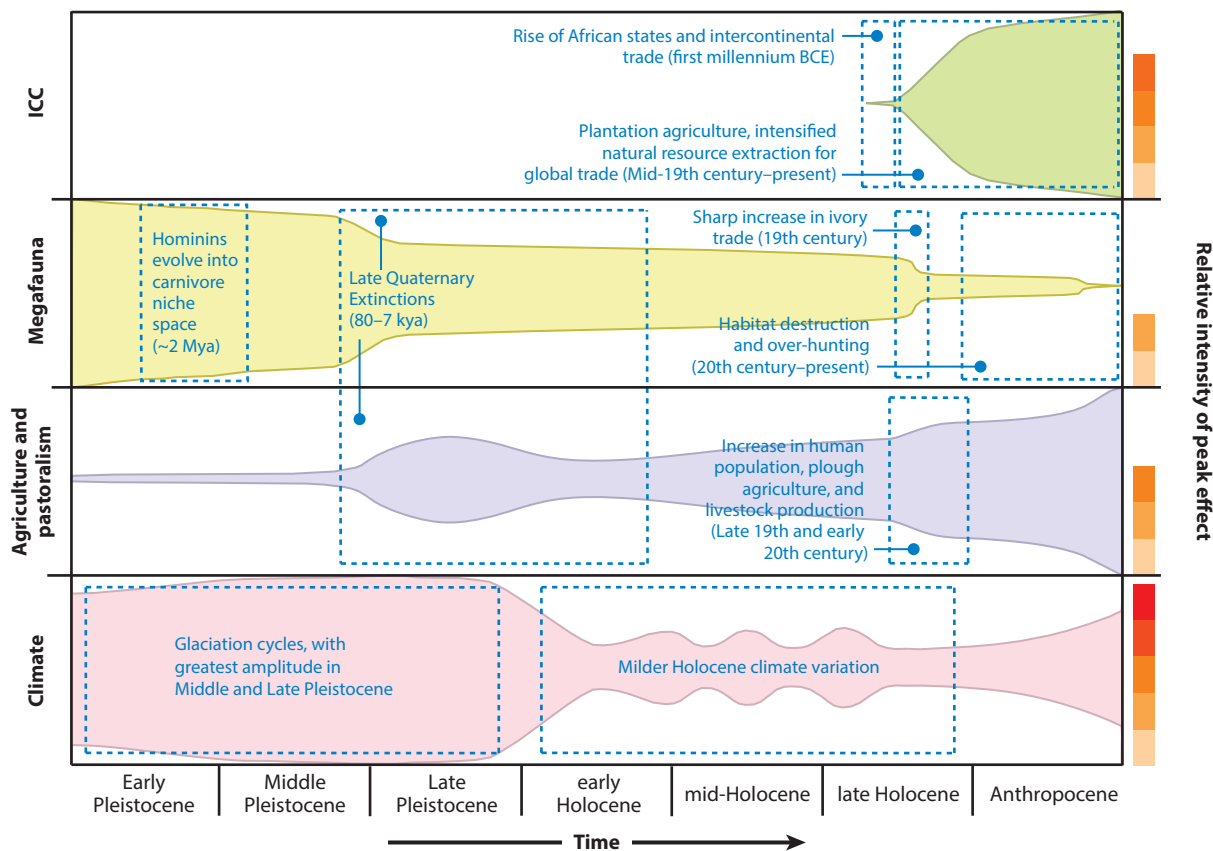 ICC
Rise of African states and intercontinental
trade (first millennium BCE)
Plantation agriculture, intensified
natural resource extraction for
global trade (Mid-19th century–present)
Megafauna
Hominins
evolve into
carnivore
niche
space
(~2 Mya)
Late Quaternary
Extinctions
(80–7 kya)
Sharp increase in ivory
trade (19th century)
Habitat destruction
and over-hunting
(20th century–present)
Agriculture and
pastoralism
Increase in human
population, plough
agriculture, and
livestock production
(Late 19th and early
20th century)
Climate
Glaciation cycles, with
greatest amplitude in
Middle and Late Pleistocene
Milder Holocene climate variation
Relative intensity of peak effect
Early
Pleistocene
Middle
Pleistocene
Late
Pleistocene
early
Holocene
mid-Holocene
late Holocene
Anthropocene
Time